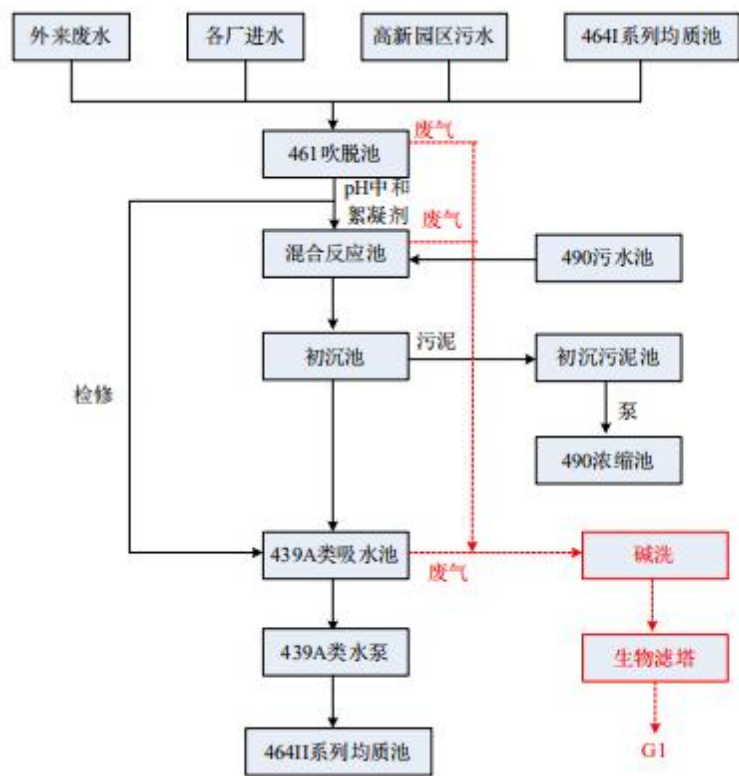 外来废水
各厂进水
高新园区污水
464I系列均质池
废气
461吹脱池
pH中和
絮凝剂
废气
混合反应池
490污水池
初沉池
污泥
初沉污泥池
检修
泵
490浓缩池
439A类吸水池
废气
碱洗
439A类水泵
生物滤塔
464II系列均质池
G1